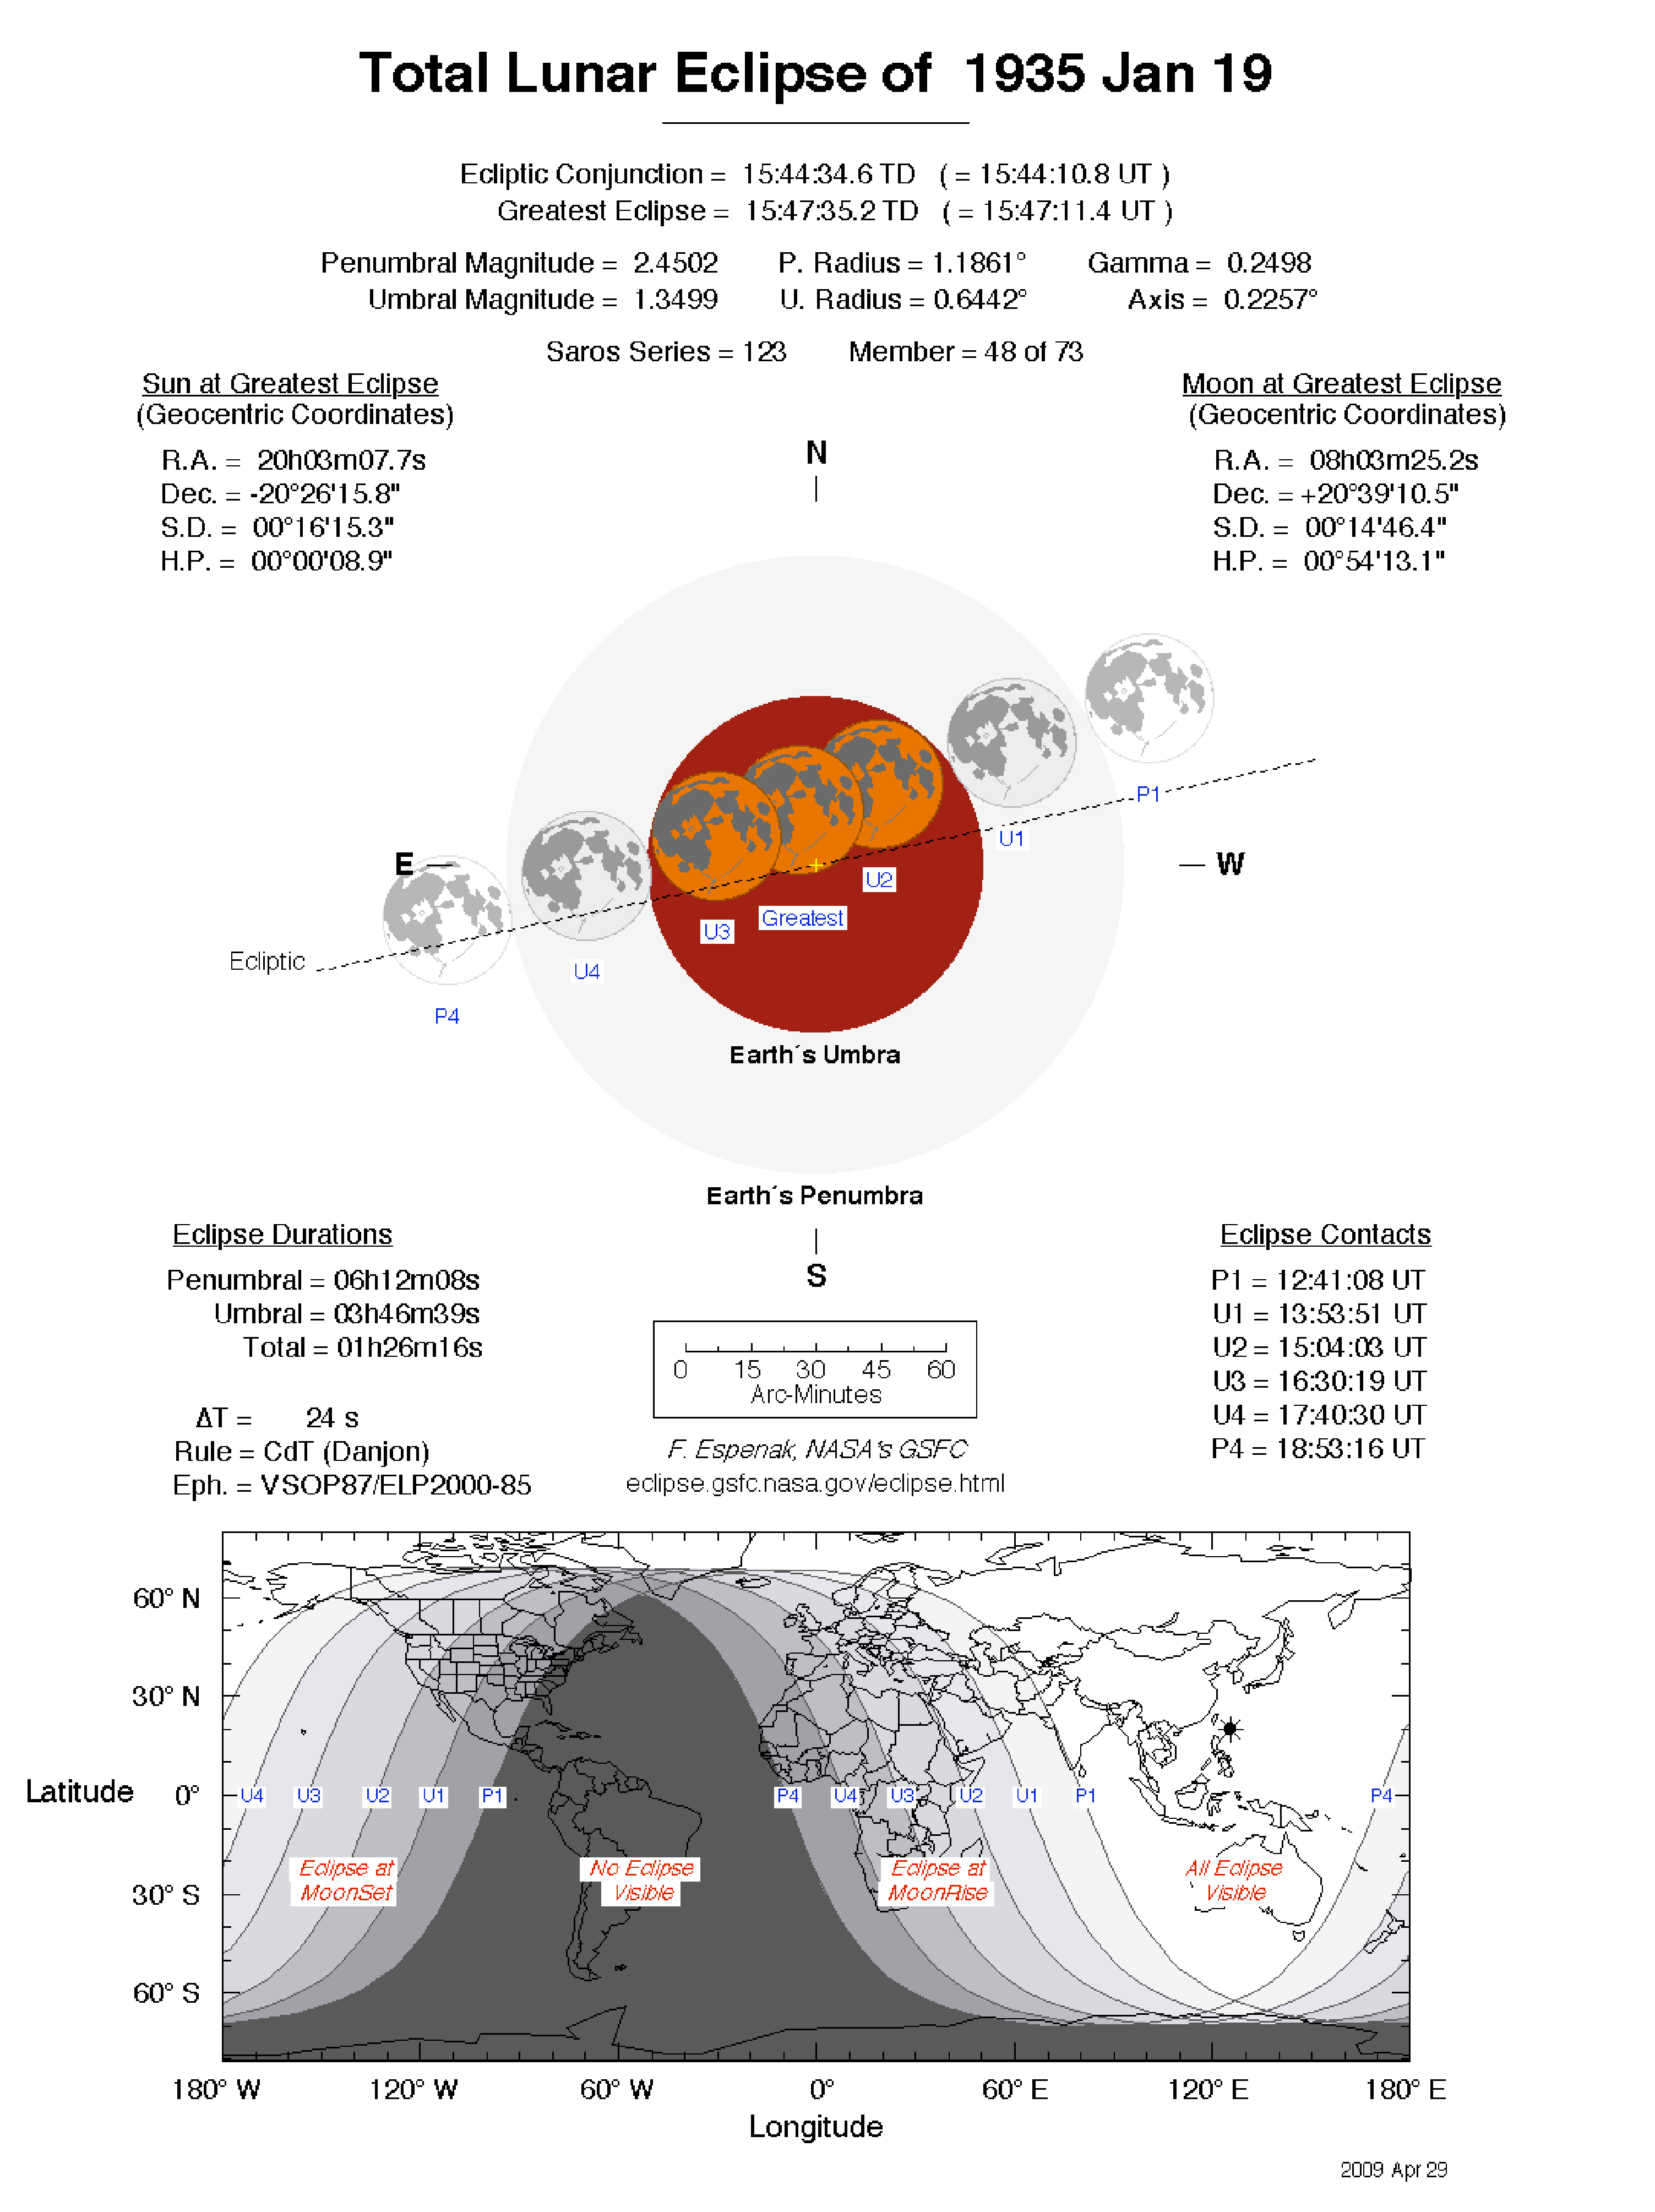 Total Lunar Eclipse of 1935 Jan 19
Ecliptic Conjunction = 15:44:34.6 TD ( = 15:44:10.8 UT )
Greatest Eclipse = 15:47:35.2 TD ( = 15:47:11.4 UT )
Penumbral Magnitude = 2.4502 P. Radius = 1.1861° Gamma = 0.2498
Umbral Magnitude = 1.3499 U. Radius = 0.6442° Axis = 0.2257°
Saros Series = 123 Member = 48 of 73
Sun at Greatest Eclipse
(Geocentric Coordinates)
R.A. = 20h03m07.7s
Dec. = -20°26'15.8"
S.D. = 00°16'15.3"
H.P. = 00°00'08.9"
Moon at Greatest Eclipse
(Geocentric Coordinates)
R.A. = 08h03m25.2s
Dec. = +20°39'10.5"
S.D. = 00°14'46.4"
H.P. = 00°54'13.1"
N
P1
U1
E
W
U2
Greatest
U3
Ecliptic
U4
P4
Earth´s Umbra
Earth´s Penumbra
S
Eclipse Durations
Penumbral = 06h12m08s
Umbral = 03h46m39s
Total = 01h26m16s
ΔT = 24 s
Rule = CdT (Danjon)
Eph. = VSOP87/ELP2000-85
0 15 30 45 60
Arc-Minutes
F. Espenak, NASA's GSFC
eclipse.gsfc.nasa.gov/eclipse.html
Eclipse Contacts
P1 = 12:41:08 UT
U1 = 13:53:51 UT
U2 = 15:04:03 UT
U3 = 16:30:19 UT
U4 = 17:40:30 UT
P4 = 18:53:16 UT
60° N
30° N
Latitude 0°
30° S
60° S
U4 U3 U2 U1 P1 P4 U4 U3 U2 U1 P1 P4
Eclipse at
MoonSet
No Eclipse
Visible
Eclipse at
MoonRise
All Eclipse
Visible
180° W 120° W 60° W 0° 60° E 120° E 180° E
Longitude
2009 Apr 29